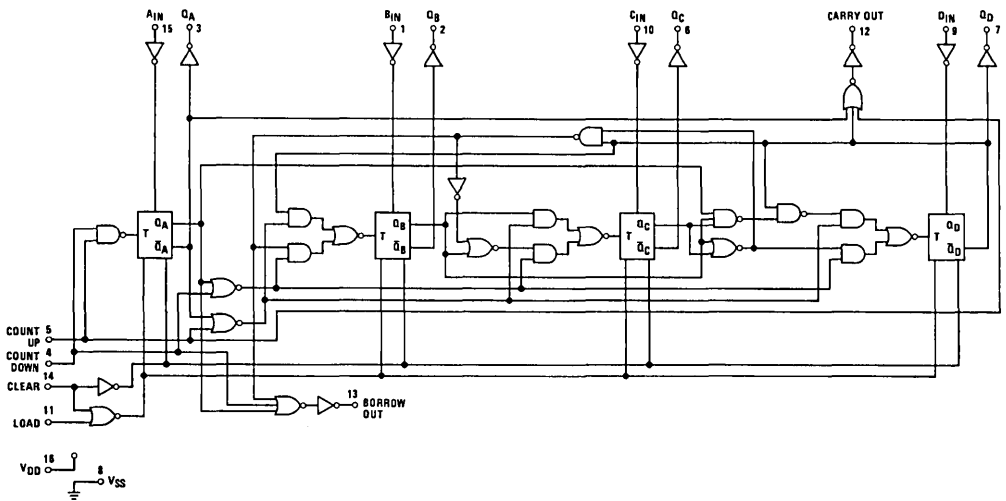 AIN QA BIN QB CIN QC CARRY OUT DIN QD
15 3 1 2 10 6 12 9 7
T QA
Q̄A
T QB
Q̄B
T QC
Q̄C
T QD
Q̄D
COUNT UP 5
COUNT DOWN 4
CLEAR 14
LOAD 11
13 BORROW OUT
VDD 16
8 VSS